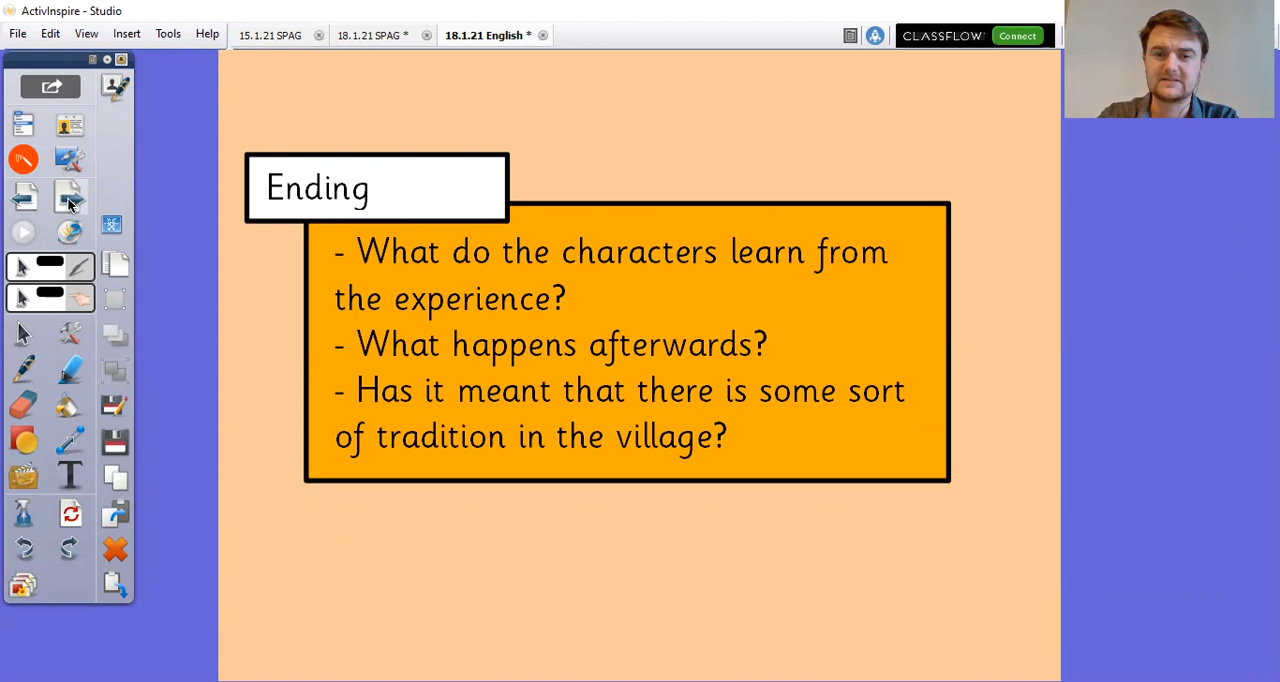 ActivInspire - Studio
File Edit View Insert Tools Help
15.1.21 SPAG 18.1.21 SPAG * 18.1.21 English *
CLASSFLOW Connect
Ending
- What do the characters learn from
the experience?
- What happens afterwards?
- Has it meant that there is some sort
of tradition in the village?